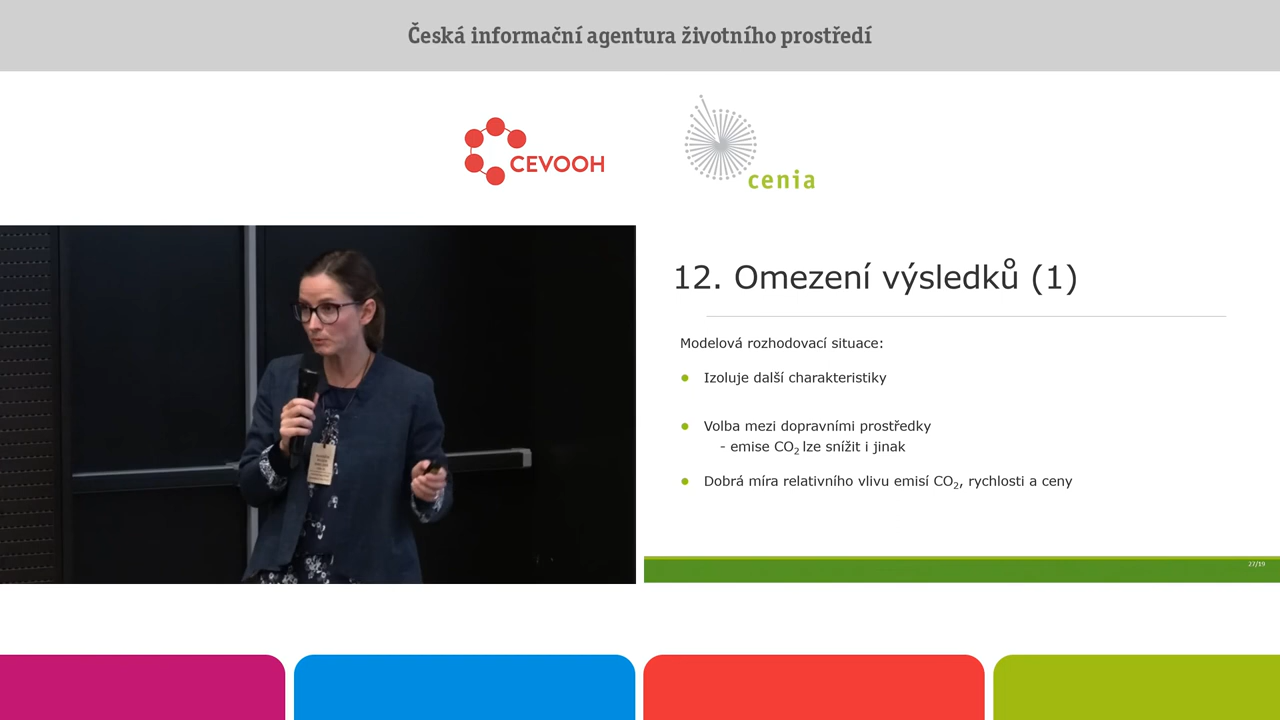 Česká informační agentura životního prostředí
CEVOOH
cenia
12. Omezení výsledků (1)
Modelová rozhodovací situace:
● Izoluje další charakteristiky
● Volba mezi dopravními prostředky
- emise CO₂ lze snížit i jinak
● Dobrá míra relativního vlivu emisí CO₂, rychlosti a ceny
27/19